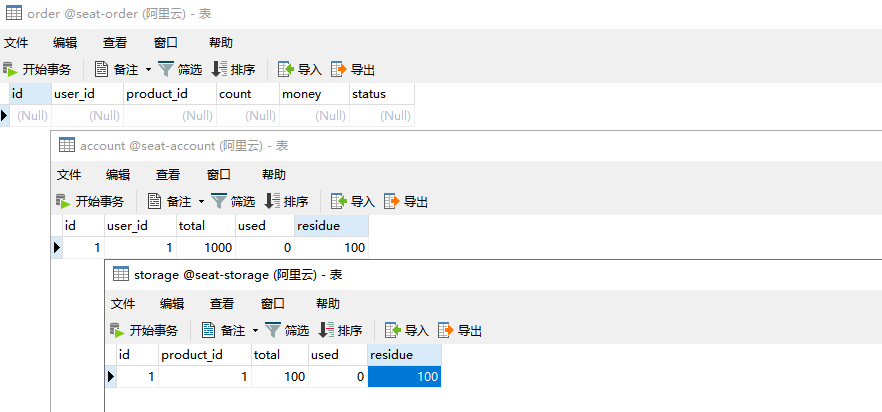 order @seat-order (阿里云) - 表
文件 编辑 查看 窗口 帮助
开始事务 备注 筛选 排序 导入 导出
id user_id product_id count money status
(Null) (Null) (Null) (Null) (Null) (Null)
account @seat-account (阿里云) - 表
文件 编辑 查看 窗口 帮助
开始事务 备注 筛选 排序 导入 导出
id user_id total used residue
1 1 1000 0 100
storage @seat-storage (阿里云) - 表
文件 编辑 查看 窗口 帮助
开始事务 备注 筛选 排序 导入 导出
id product_id total used residue
1 1 100 0 100